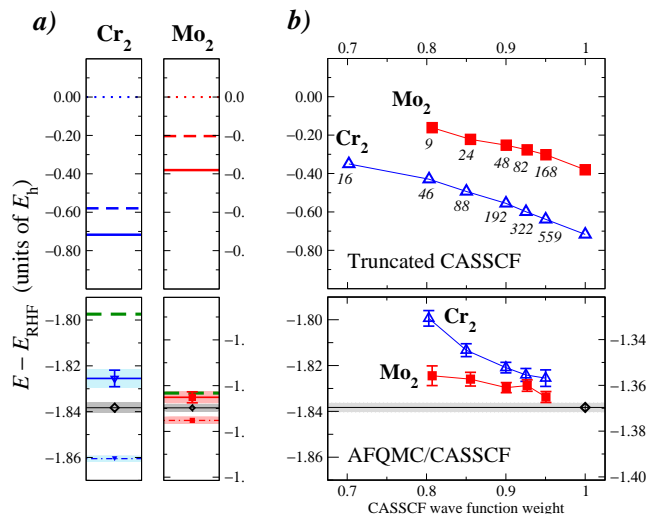 a) Cr2 Mo2
b)
0.7 0.8 0.9 1
0.00
-0.20
-0.40
-0.60
-0.80
0.0
-0.
-0.
-0.
-0.
E − E_RHF (units of E_h)
Mo2
9 24 48 82 168
Cr2
16 46 88 192 322 559
Truncated CASSCF
-1.80
-1.82
-1.84
-1.86
-1.
-1.
-1.
-1.
Cr2
Mo2
AFQMC/CASSCF
-1.34
-1.36
-1.37
-1.40
0.7 0.8 0.9 1
CASSCF wave function weight